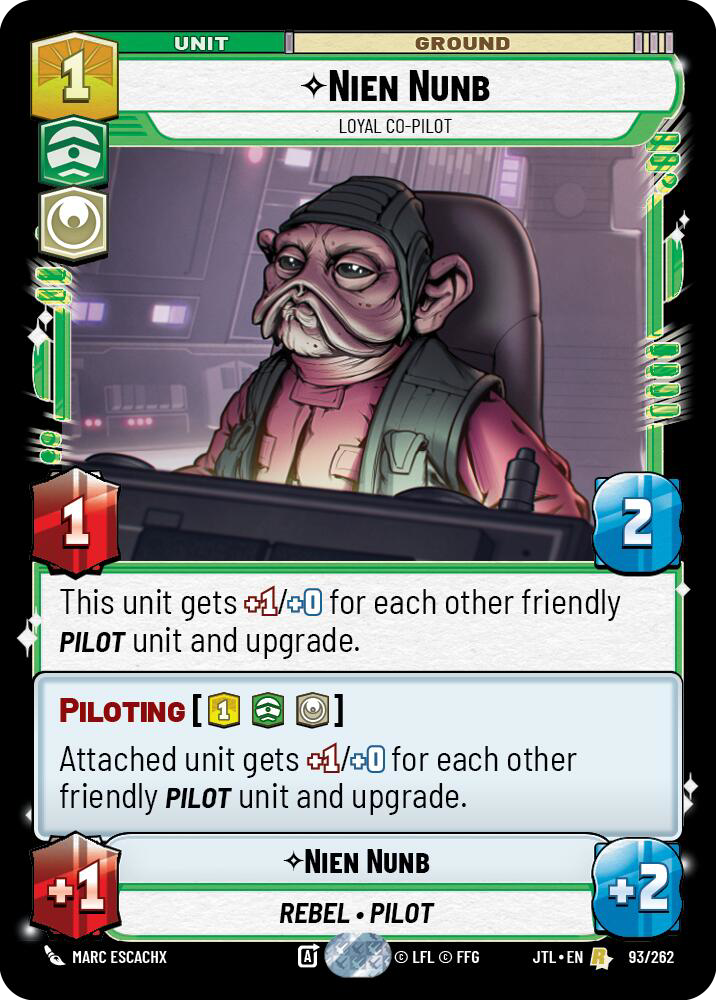 UNIT GROUND
1
✧NIEN NUNB
LOYAL CO-PILOT
1
2
This unit gets +1/+0 for each other friendly
PILOT unit and upgrade.
PILOTING [1]
Attached unit gets +1/+0 for each other
friendly PILOT unit and upgrade.
✧NIEN NUNB
+1
+2
REBEL • PILOT
MARC ESCACHX A © LFL © FFG JTL • EN R 93/262